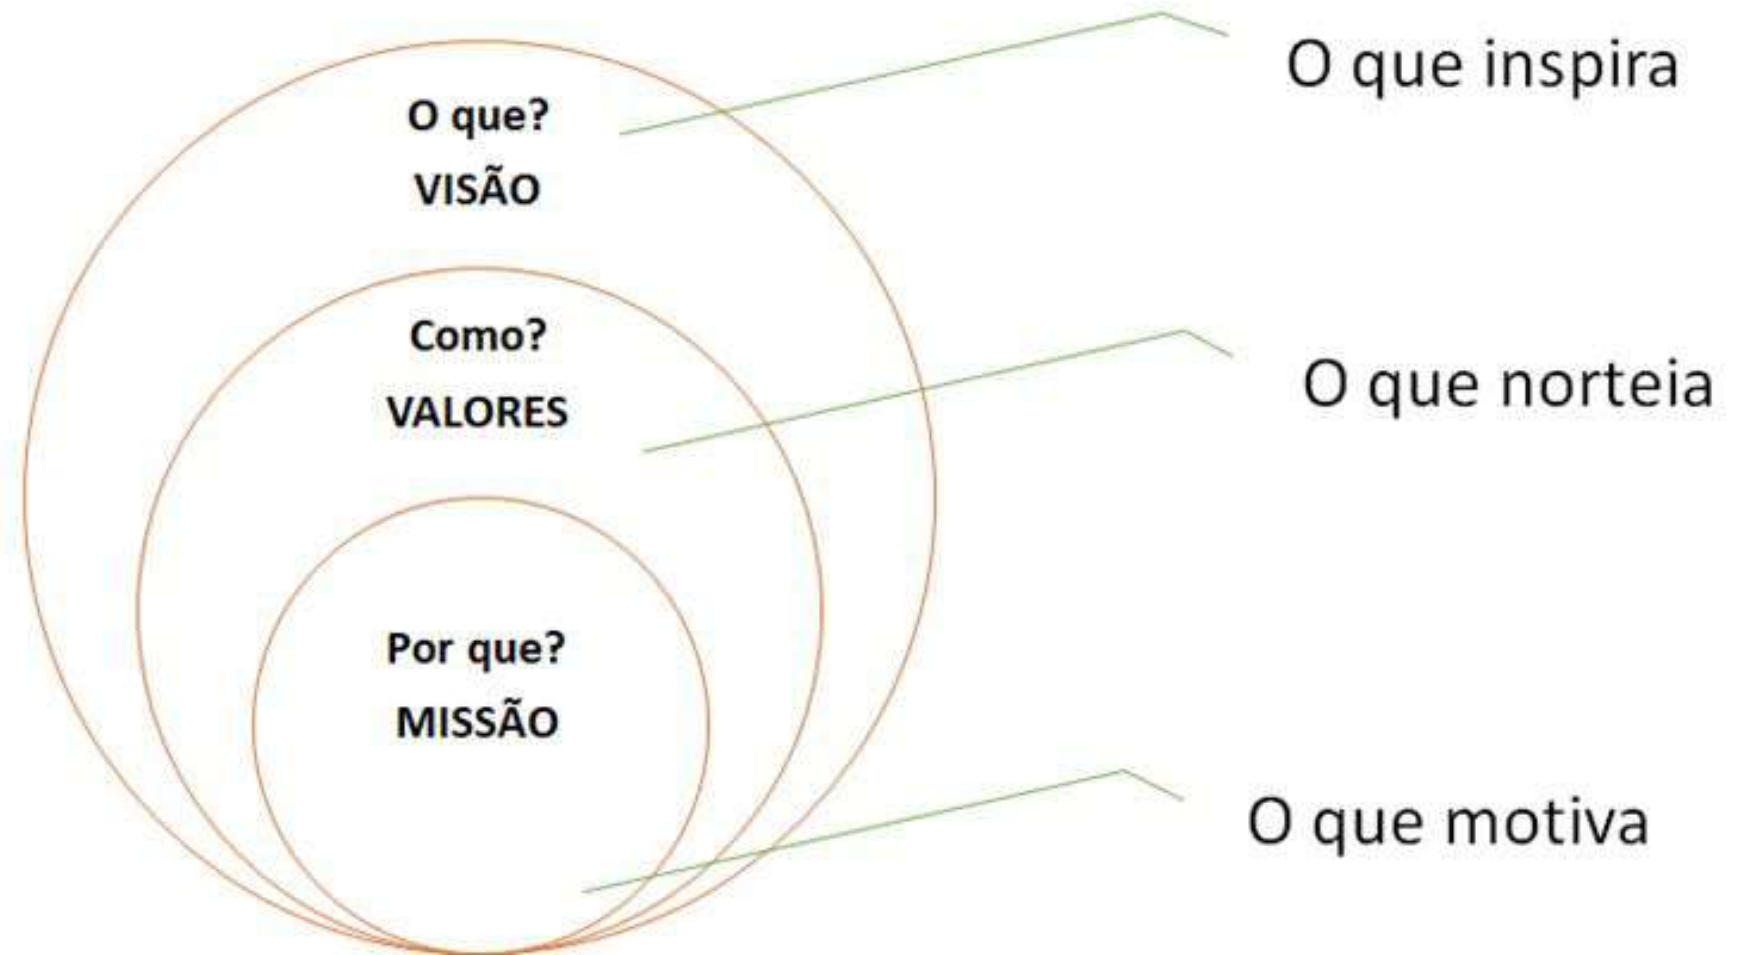 O que?
VISÃO
O que inspira
Como?
VALORES
O que norteia
Por que?
MISSÃO
O que motiva